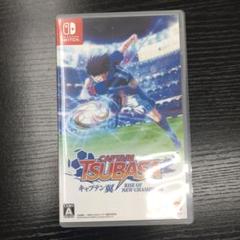 CAPTAIN
TSUBASA
キャプテン翼
RISE OF
NEW CHAMPIONS
A